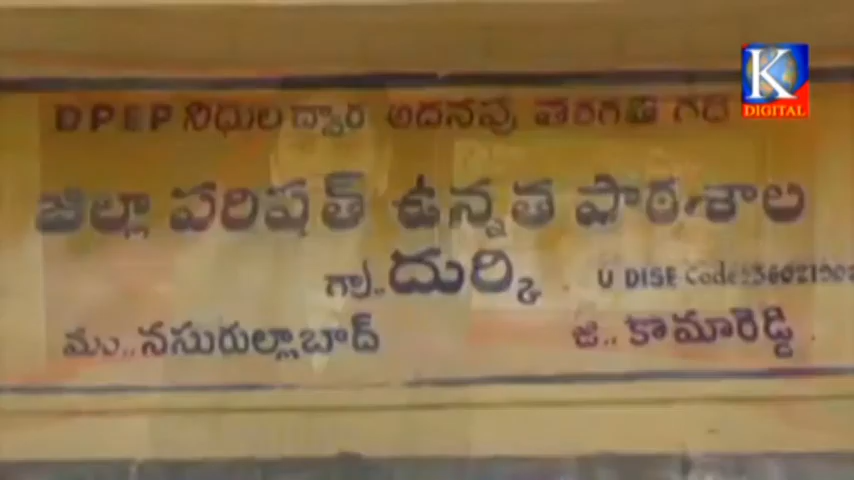 K
DIGITAL
DPEP నిధుల ద్వార అదనపు తరగతి గది
జిల్లా పరిషత్ ఉన్నత పాఠశాల
గ్రా..దుర్కి. U DISE Code:
మం..నసురుల్లాబాద్ జి..కామారెడ్డి.